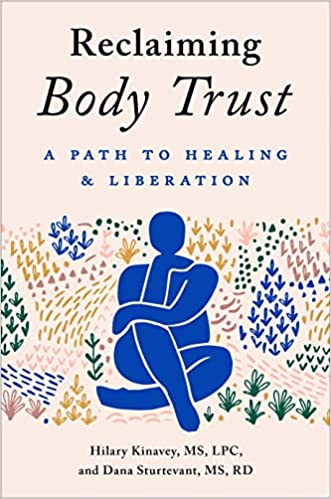 Reclaiming
Body Trust
A PATH TO HEALING
& LIBERATION
Hilary Kinavey, MS, LPC,
and Dana Sturtevant, MS, RD